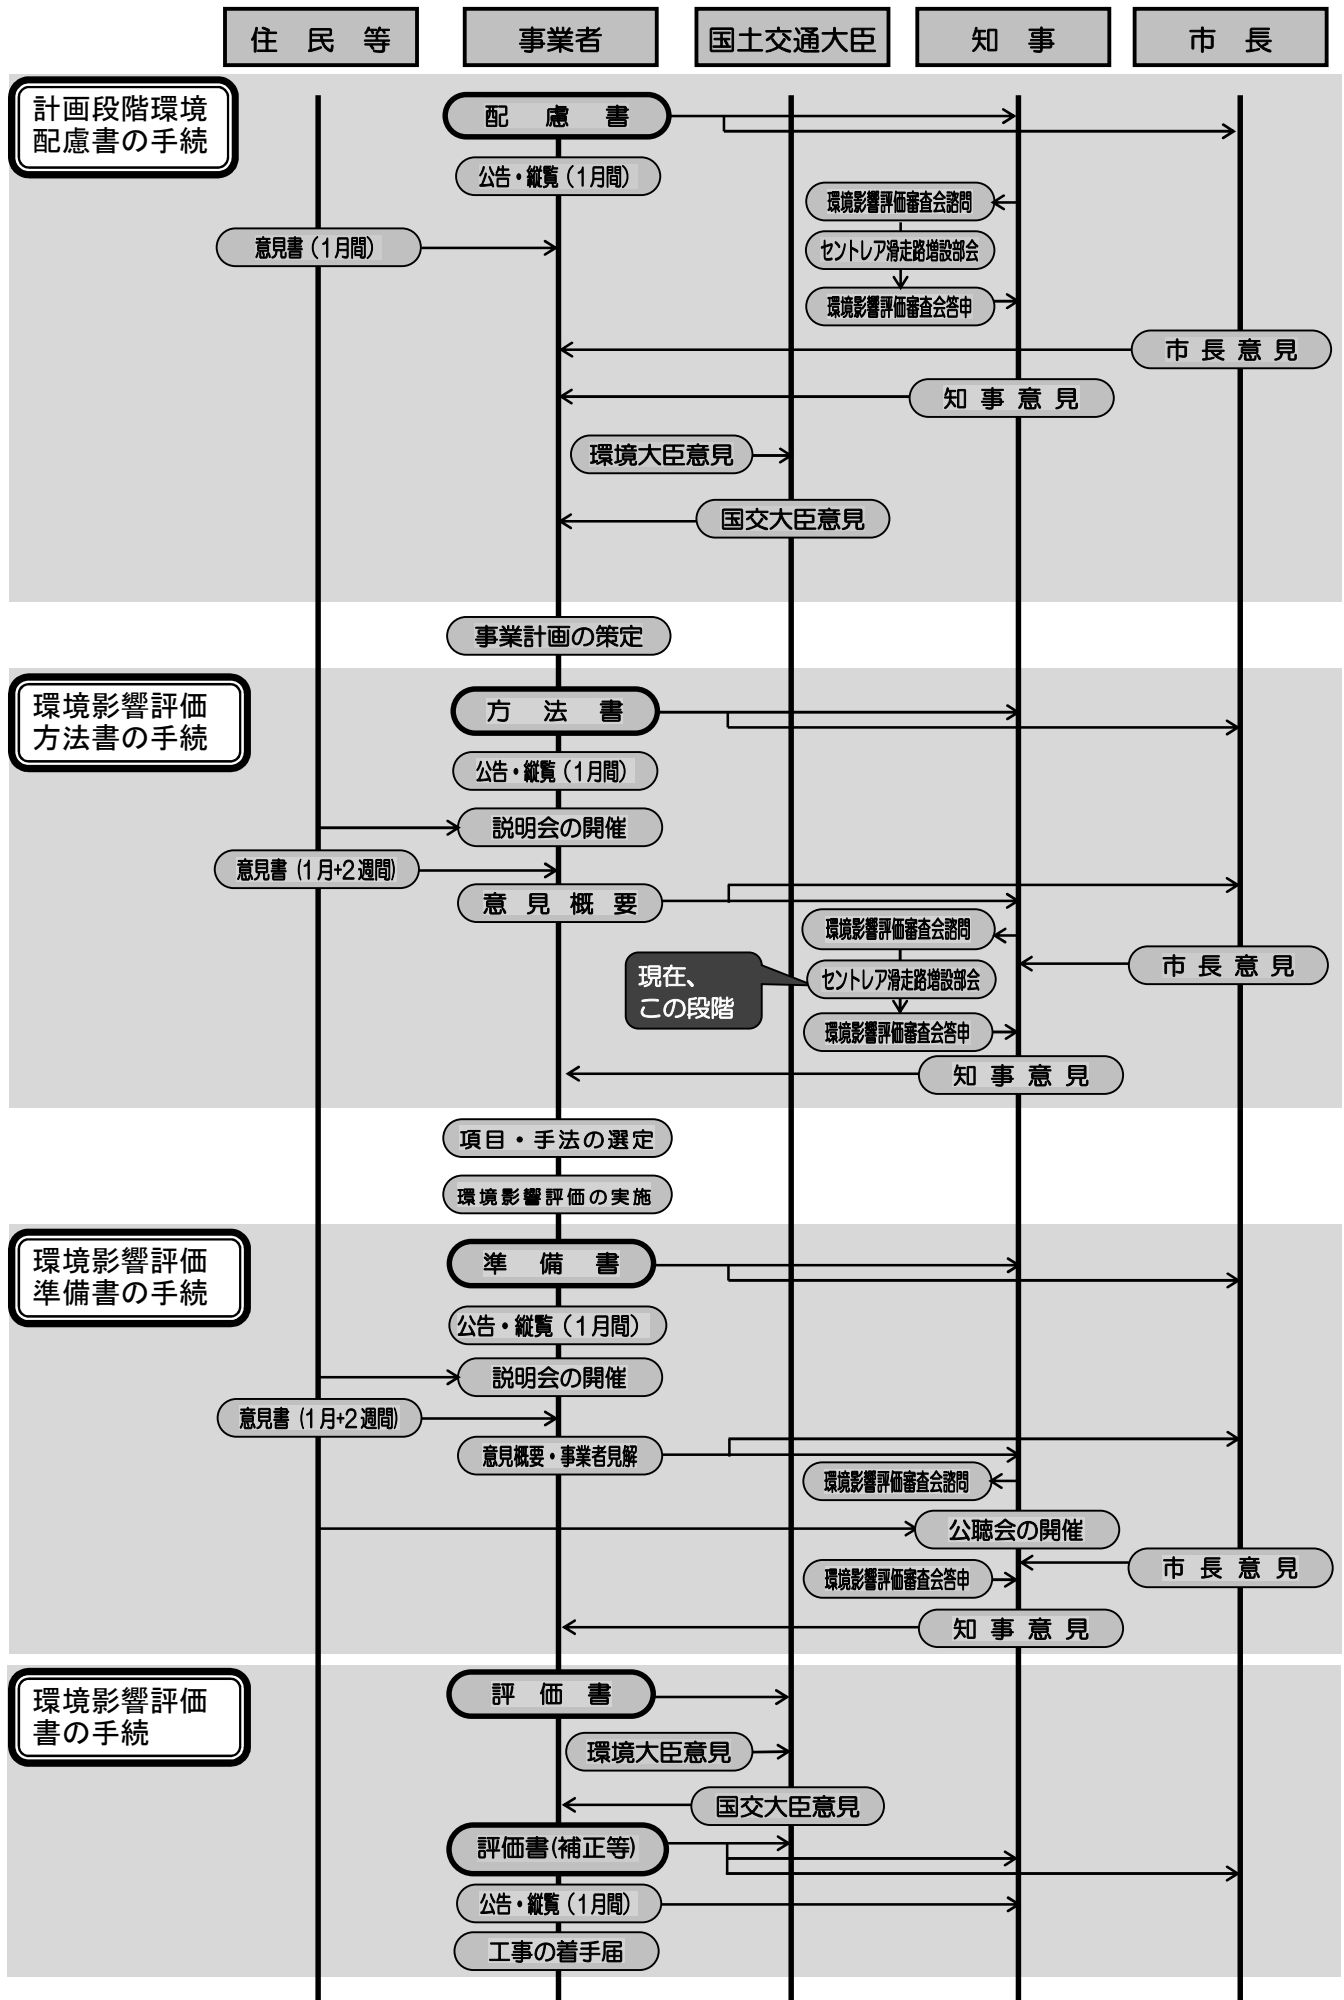 住　民　等
事業者
国土交通大臣
知　事
市　長
計画段階環境
配慮書の手続
配　慮　書
公告・縦覧（１月間）
環境影響評価審査会諮問
意見書（１月間）
セントレア滑走路増設部会
環境影響評価審査会答申
市 長 意 見
知 事 意 見
環境大臣意見
国交大臣意見
事業計画の策定
環境影響評価
方法書の手続
方　法　書
公告・縦覧（１月間）
説明会の開催
意見書（１月+２週間）
意 見 概 要
環境影響評価審査会諮問
市 長 意 見
現在、
この段階
セントレア滑走路増設部会
環境影響評価審査会答申
知 事 意 見
項目・手法の選定
環境影響評価の実施
環境影響評価
準備書の手続
準　備　書
公告・縦覧（１月間）
説明会の開催
意見書（１月+２週間）
意見概要・事業者見解
環境影響評価審査会諮問
公聴会の開催
市 長 意 見
環境影響評価審査会答申
知 事 意 見
環境影響評価
書の手続
評　価　書
環境大臣意見
国交大臣意見
評価書(補正等)
公告・縦覧（１月間）
工事の着手届